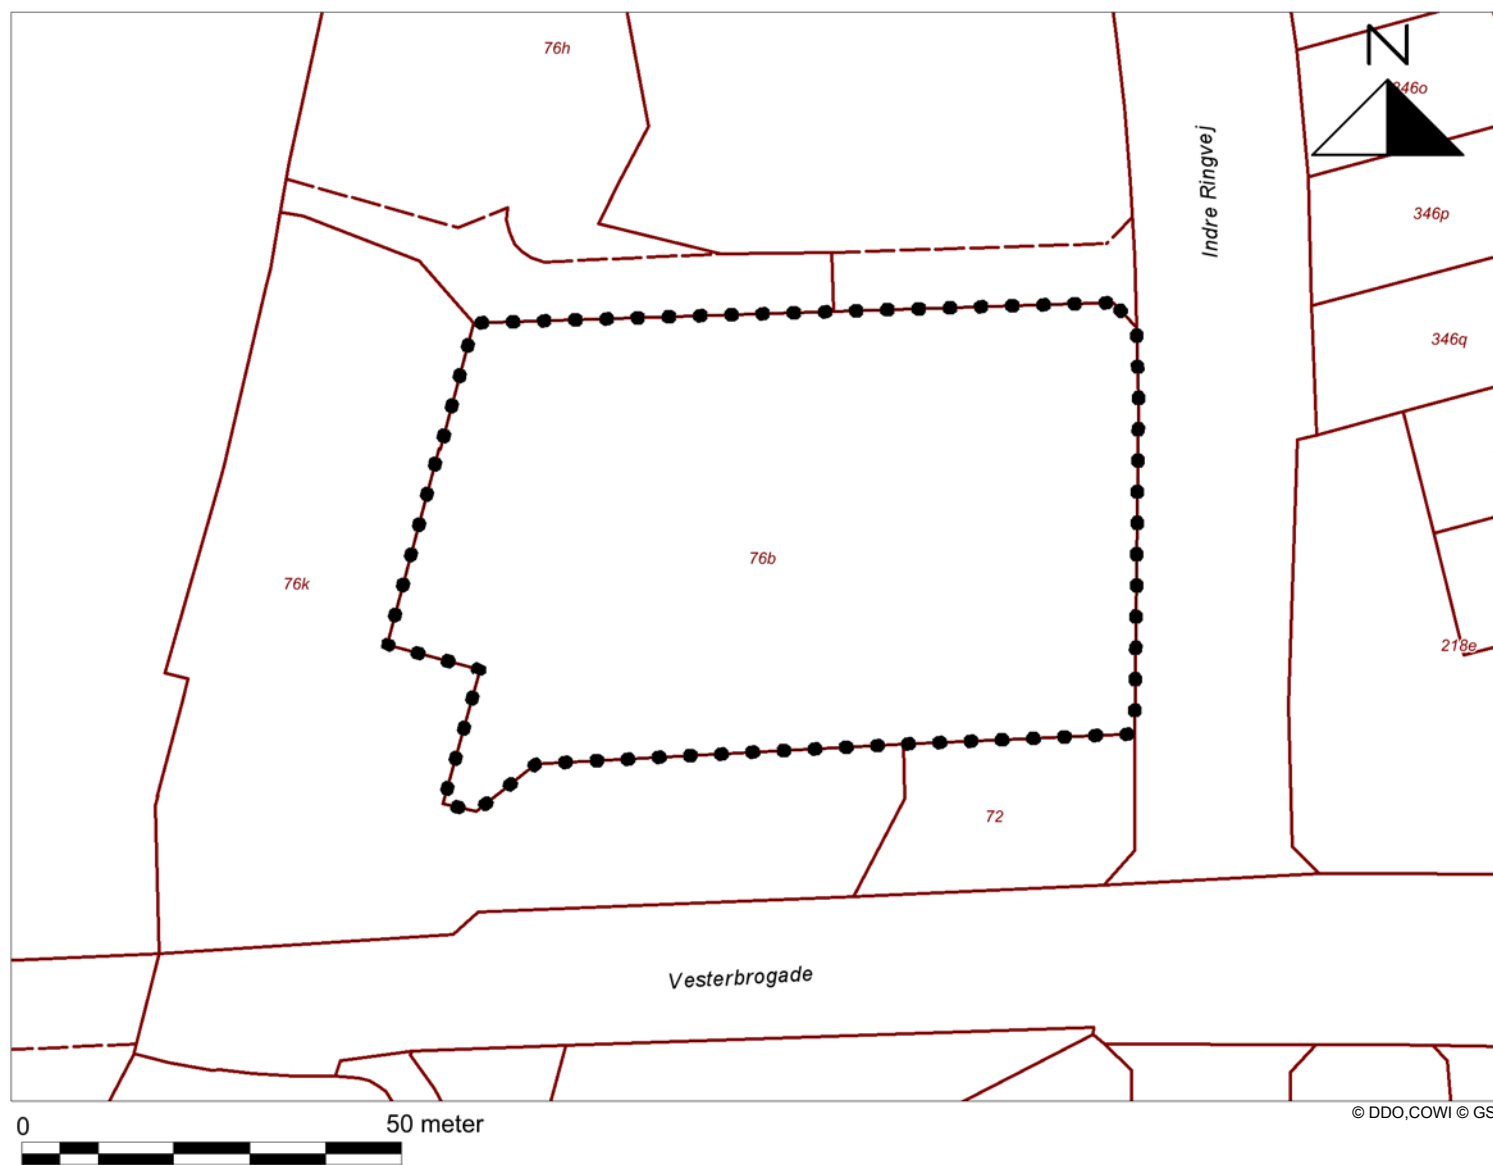 76h
N
346o
Indre Ringvej
346p
346q
76b
76k
218e
72
Vesterbrogade
© DDO,COWI © GS
0
50 meter